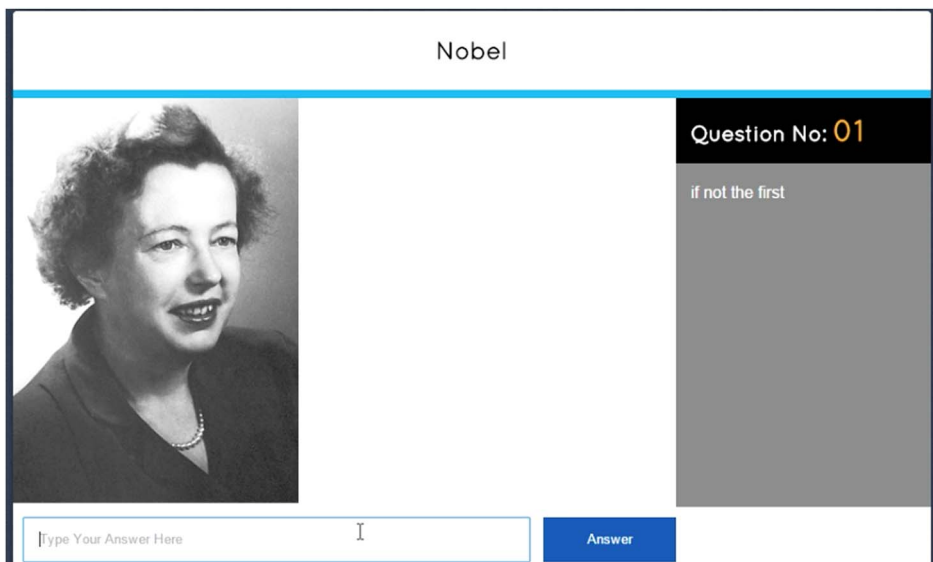 Nobel
Question No: 01
if not the first
Type Your Answer Here
Answer